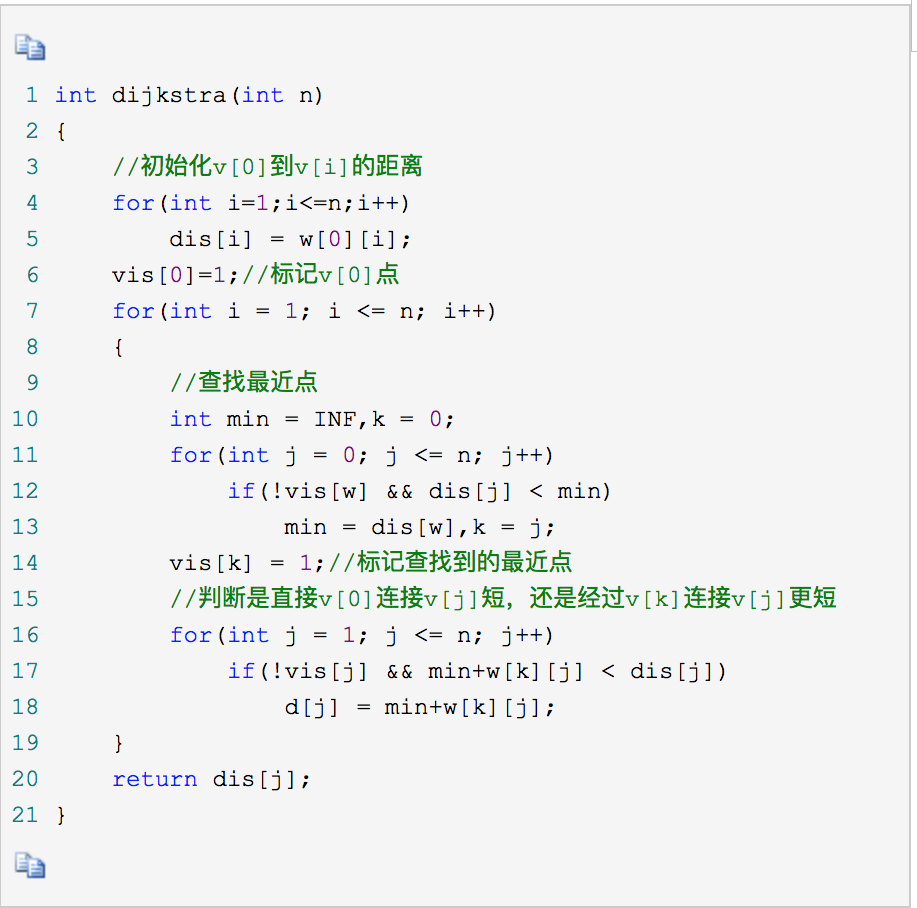 1 int dijkstra(int n)
2 {
3     //初始化v[0]到v[i]的距离
4     for(int i=1;i<=n;i++)
5         dis[i] = w[0][i];
6     vis[0]=1;//标记v[0]点
7     for(int i = 1; i <= n; i++)
8     {
9         //查找最近点
10         int min = INF,k = 0;
11         for(int j = 0; j <= n; j++)
12             if(!vis[w] && dis[j] < min)
13                 min = dis[w],k = j;
14         vis[k] = 1;//标记查找到的最近点
15         //判断是直接v[0]连接v[j]短，还是经过v[k]连接v[j]更短
16         for(int j = 1; j <= n; j++)
17             if(!vis[j] && min+w[k][j] < dis[j])
18                 d[j] = min+w[k][j];
19     }
20     return dis[j];
21 }